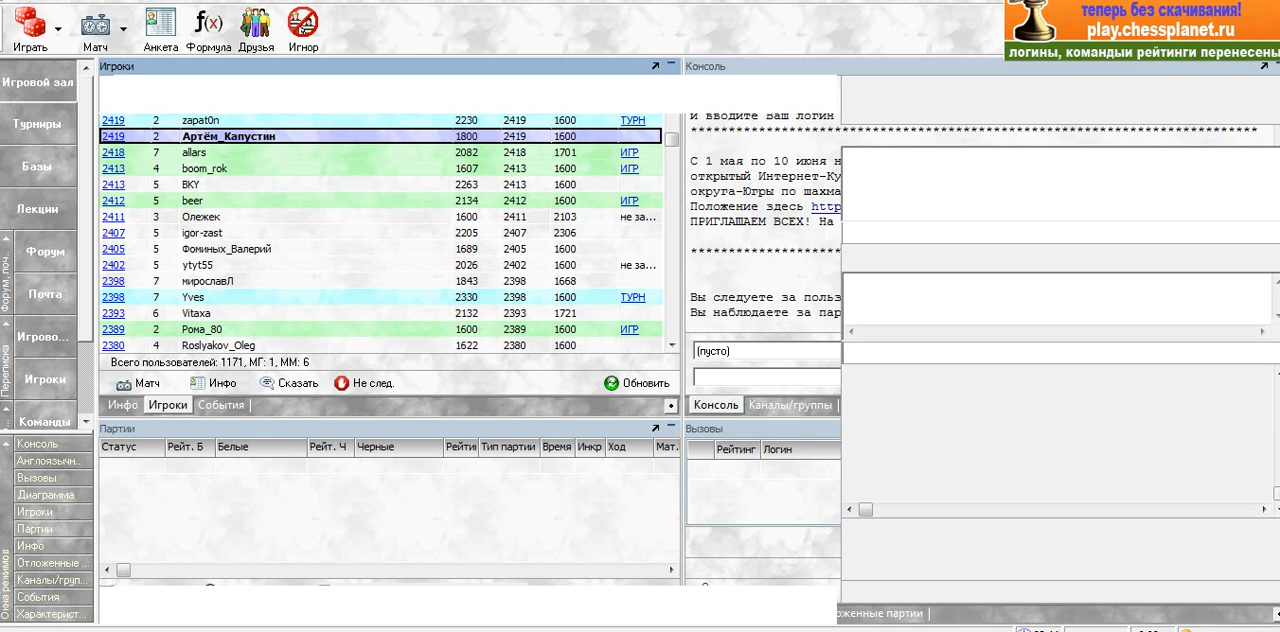 Играть
Матч
Анкета
Формула
Друзья
Игнор
f(x)
теперь без скачивания!
play.chessplanet.ru
логины, командыи рейтинги перенесены
Игровой зал
Турниры
Базы
Лекции
Форум, поч...
Форум
Почта
Переписка
Игрово...
Игроки
Команды
Окна режимов
Консоль
Англоязычн...
Вызовы
Диаграмма
Игроки
Партии
Инфо
Отложенные ...
Каналы/груп...
События
Характерист...
Игроки
2419 2 zapat0n 2230 2419 1600 ТУРН
2419 2 Артём_Капустин 1800 2419 1600
2418 7 allars 2082 2418 1701 ИГР
2413 4 boom_rok 1607 2413 1600 ИГР
2413 5 BKY 2263 2413 1600
2412 5 beer 2134 2412 1600 ИГР
2411 3 Олежек 1600 2411 2103 не за...
2407 5 igor-zast 2205 2407 2306
2405 5 Фоминых_Валерий 1689 2405 1600
2402 5 ytyt55 2026 2402 1600 не за...
2398 7 мирославЛ 1843 2398 1668
2398 7 Yves 2330 2398 1600 ТУРН
2393 6 Vitaxa 2132 2393 1721
2389 2 Рома_80 1600 2389 1600 ИГР
2380 4 Roslyakov_Oleg 1622 2380 1600
Всего пользователей: 1171, МГ: 1, ММ: 6
Матч Инфо Сказать Не след. Обновить
Инфо Игроки События
Партии
Статус Рейт. Б Белые Рейт. Ч Черные Рейти Тип партии Время Инкр Ход Мат.
Консоль
и вводите ваш логин
*************************************************************************
С 1 мая по 10 июня н
открытый Интернет-Ку
округа-Югры по шахма
Положение здесь http
ПРИГЛАШАЕМ ВСЕХ! На
*******************
Вы следуете за польз
Вы наблюдаете за пар
(пусто)
Консоль Каналы/группы
Вызовы
Рейтинг Логин
оженные партии